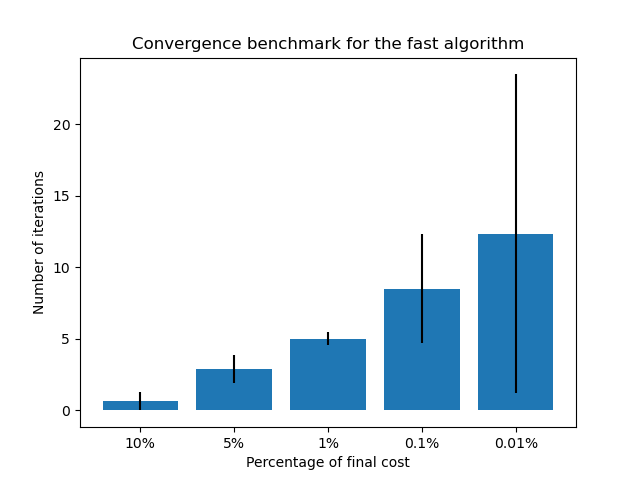 Convergence benchmark for the fast algorithm
Number of iterations
20
15
10
5
0
10% 5% 1% 0.1% 0.01%
Percentage of final cost